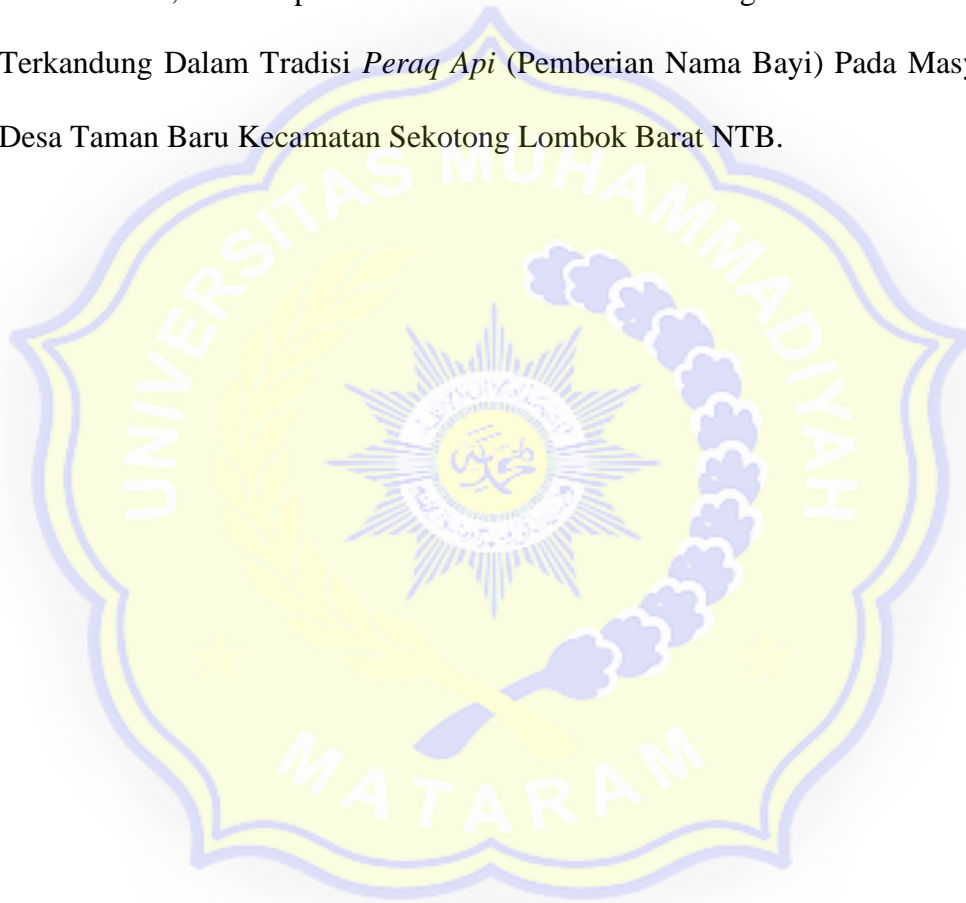 Terkandung Dalam Tradisi Peraq Api (Pemberian Nama Bayi) Pada
Desa Taman Baru Kecamatan Sekotong Lombok Barat NTB.
UNIVERSITAS MUHAMMADIYAH
MATARAM